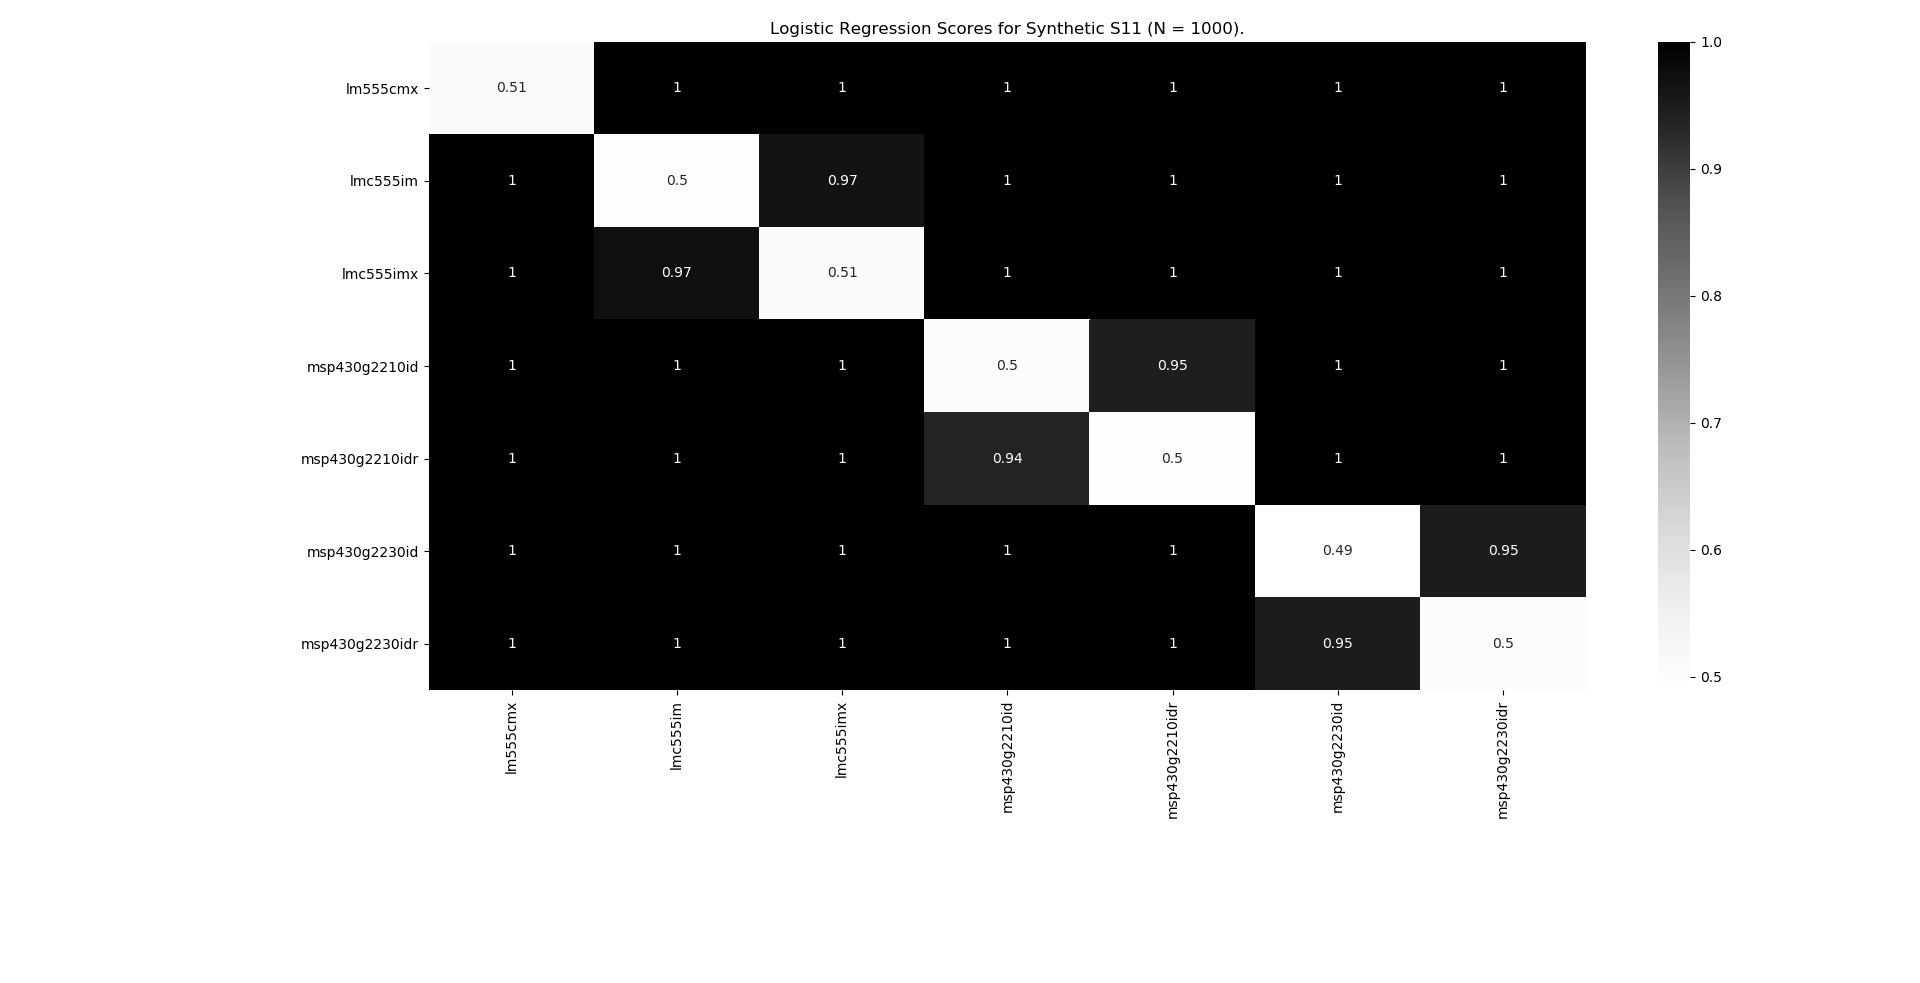 Logistic Regression Scores for Synthetic S11 (N = 1000).
lm555cmx 0.51 1 1 1 1 1 1
lmc555im 1 0.5 0.97 1 1 1 1
lmc555imx 1 0.97 0.51 1 1 1 1
msp430g2210id 1 1 1 0.5 0.95 1 1
msp430g2210idr 1 1 1 0.94 0.5 1 1
msp430g2230id 1 1 1 1 1 0.49 0.95
msp430g2230idr 1 1 1 1 1 0.95 0.5
lm555cmx
lmc555im
lmc555imx
msp430g2210id
msp430g2210idr
msp430g2230id
msp430g2230idr
1.0
0.9
0.8
0.7
0.6
0.5